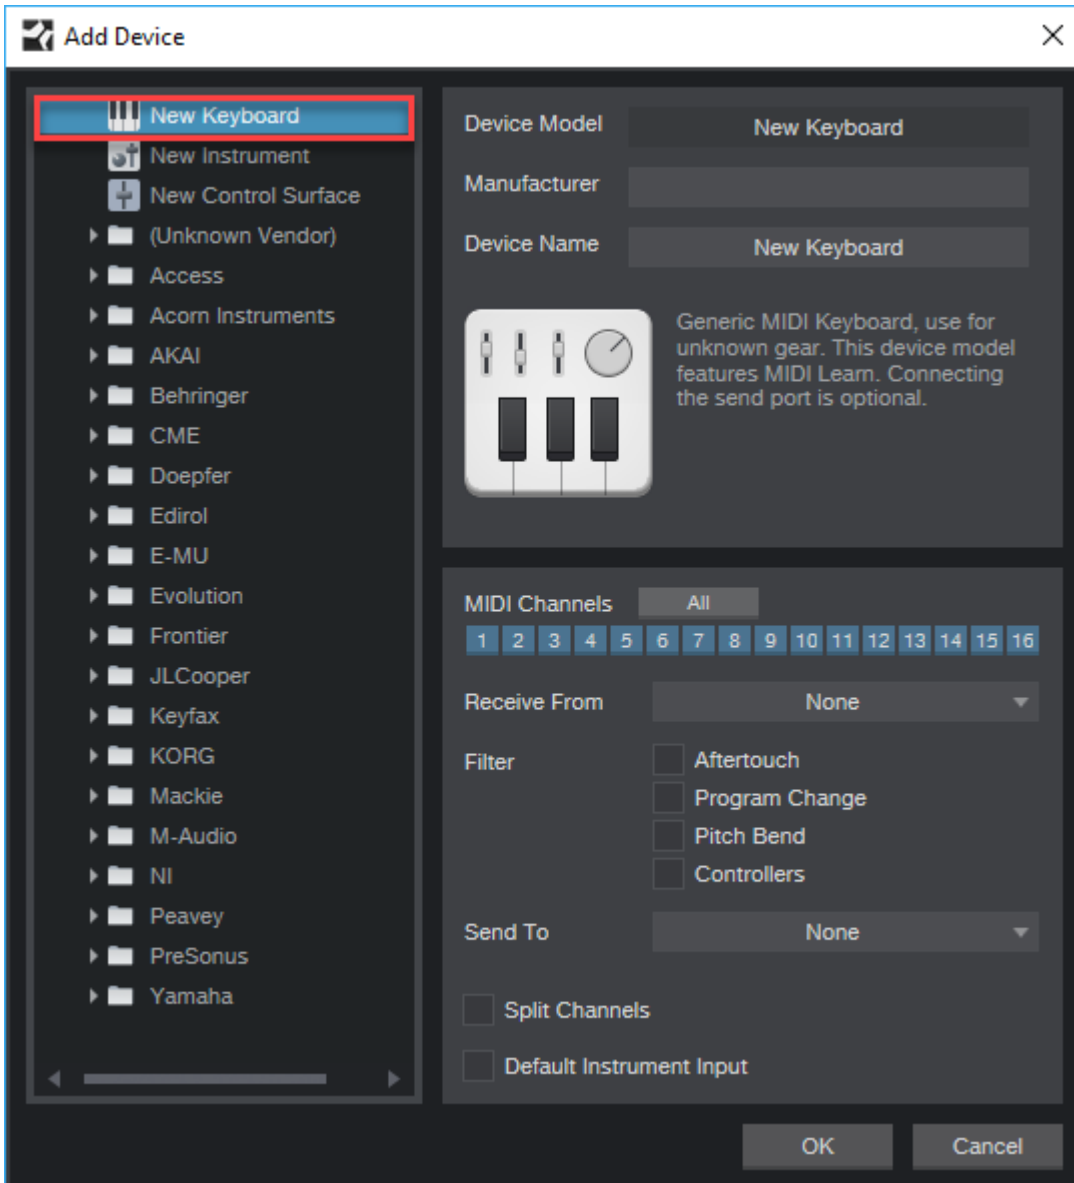 Add Device
New Keyboard
New Instrument
New Control Surface
(Unknown Vendor)
Access
Acorn Instruments
AKAI
Behringer
CME
Doepfer
Edirol
E-MU
Evolution
Frontier
JLCooper
Keyfax
KORG
Mackie
M-Audio
NI
Peavey
PreSonus
Yamaha
Device Model New Keyboard
Manufacturer
Device Name New Keyboard
Generic MIDI Keyboard, use for
unknown gear. This device model
features MIDI Learn. Connecting
the send port is optional.
MIDI Channels All
1 2 3 4 5 6 7 8 9 10 11 12 13 14 15 16
Receive From None
Filter Aftertouch
Program Change
Pitch Bend
Controllers
Send To None
Split Channels
Default Instrument Input
OK Cancel